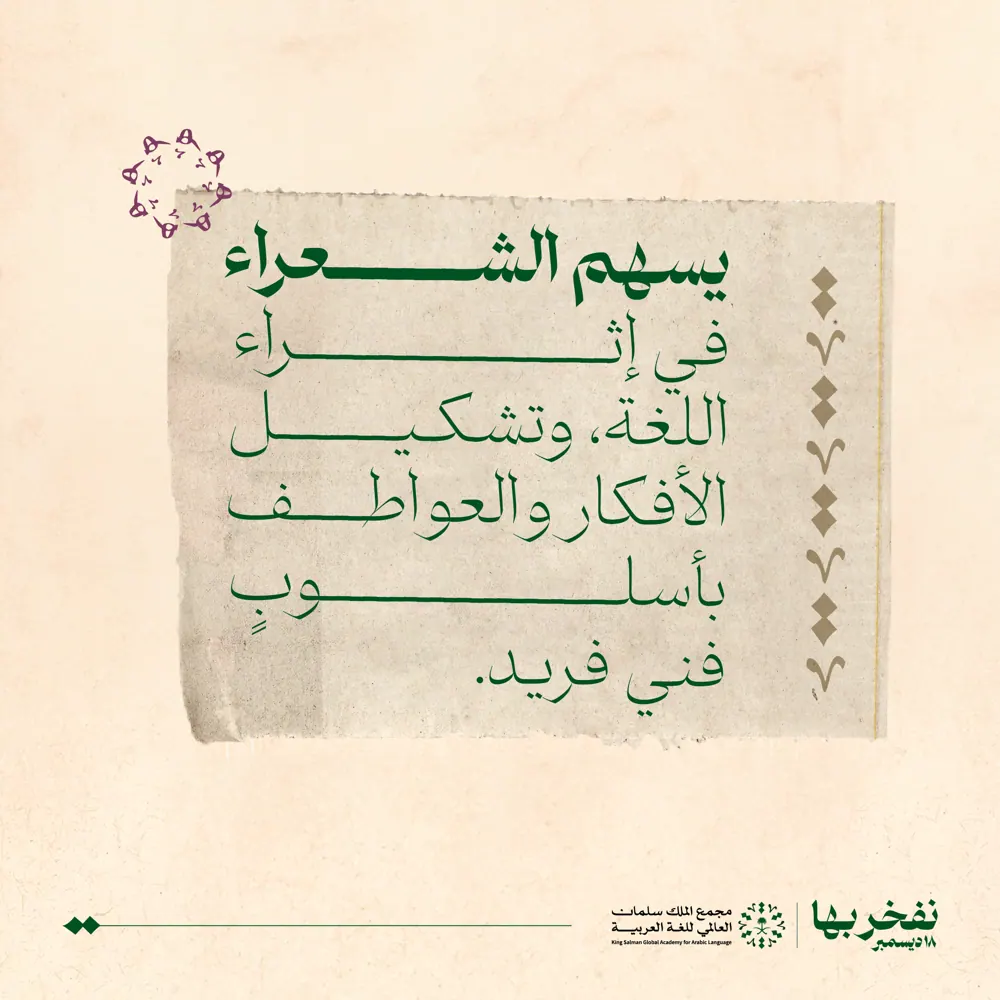 يسهم الشعراء
في إثراء
اللغة، وتشكيل
الأفكار والعواطف
بأسلوبٍ
فني فريد.
نفخر بها
١٨ ديسمبر
مجمع الملك سلمان
العالمي للغة العربية
King Salman Global Academy for Arabic Language